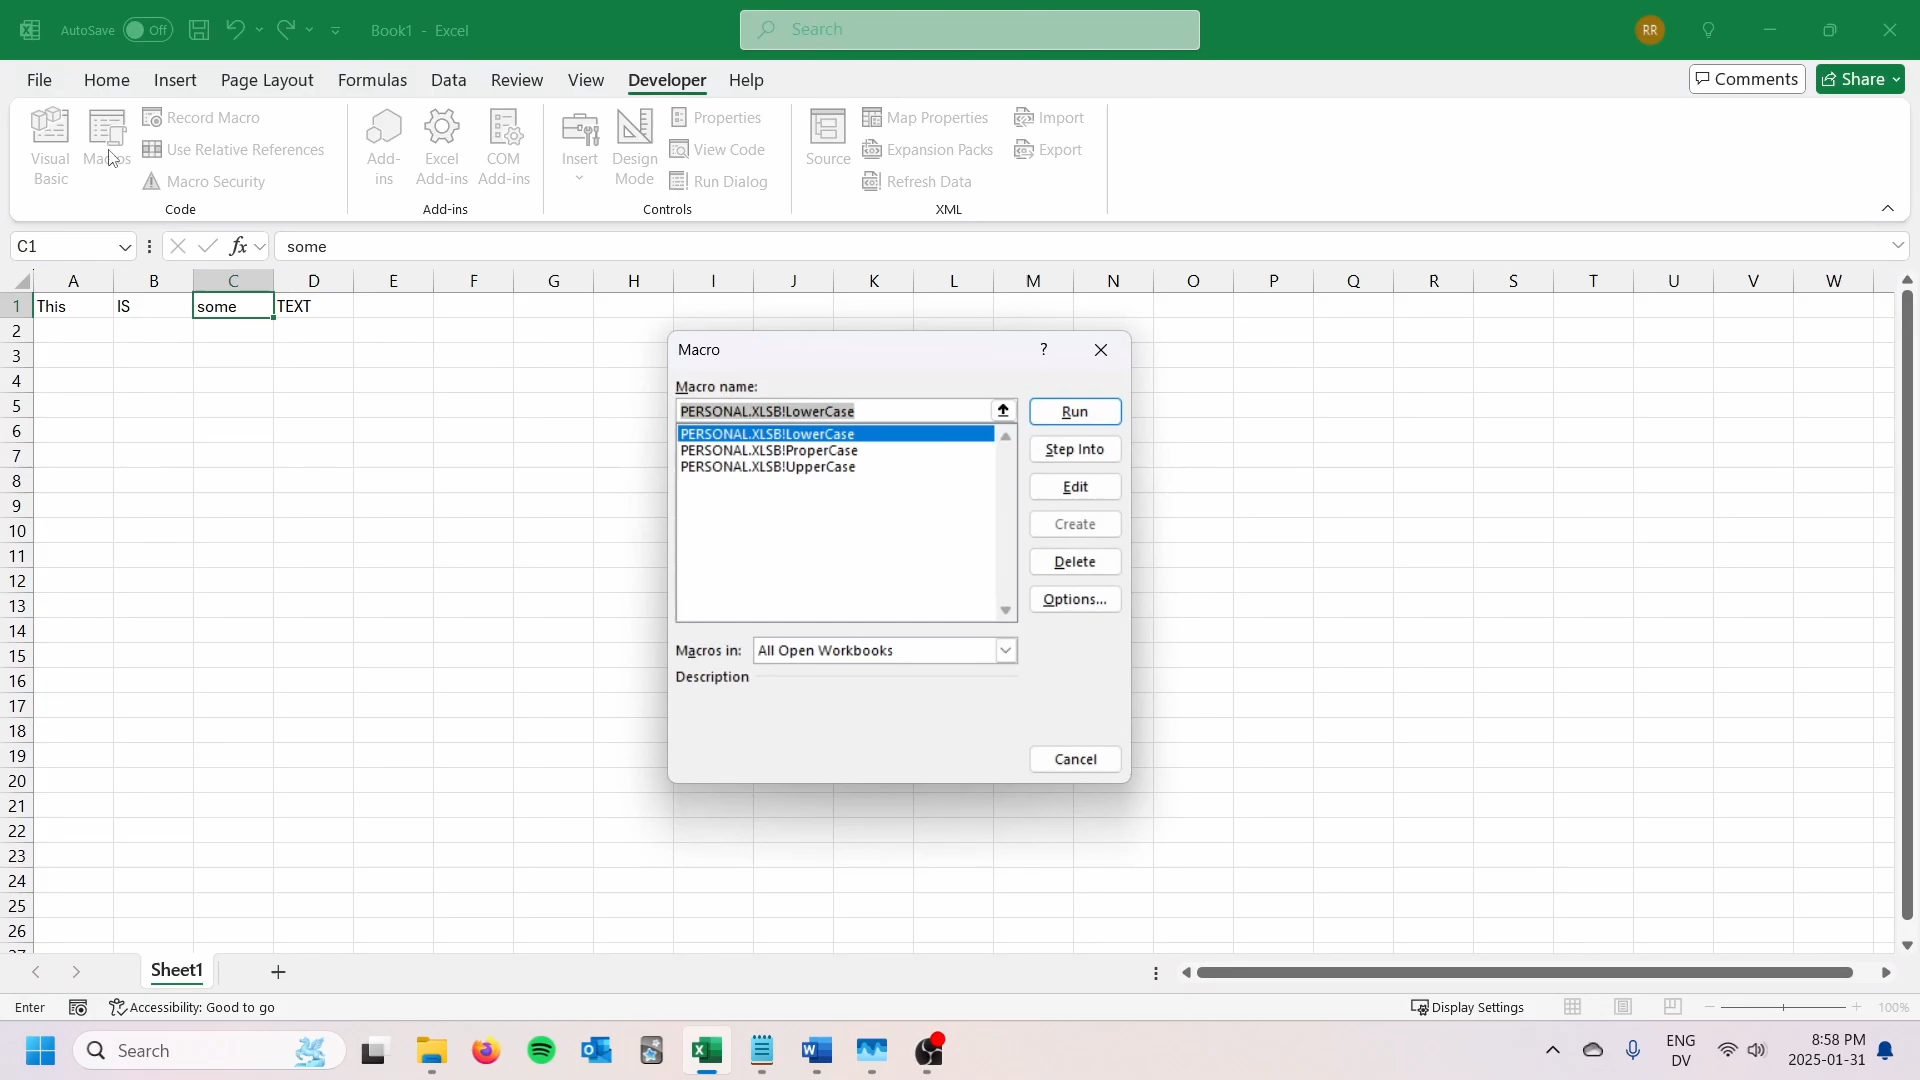 AutoSave Off Book1 - Excel Search RR
File Home Insert Page Layout Formulas Data Review View Developer Help Comments Share
Visual Basic
Macros
Record Macro
Use Relative References
Macro Security
Code
Add-ins
Excel Add-ins
COM Add-ins
Add-ins
Insert
Design Mode
Properties
View Code
Run Dialog
Controls
Source
Map Properties
Expansion Packs
Refresh Data
Import
Export
XML
C1 fx some
A B C D E F G H I J K L M N O P Q R S T U V W
1 This IS some TEXT
2
3
4
5
6
7
8
9
10
11
12
13
14
15
16
17
18
19
20
21
22
23
24
25
26
27
Macro ?
Macro name:
PERSONAL.XLSB!LowerCase
PERSONAL.XLSB!LowerCase
PERSONAL.XLSB!ProperCase
PERSONAL.XLSB!UpperCase
Run
Step Into
Edit
Create
Delete
Options...
Macros in: All Open Workbooks
Description
Cancel
Sheet1
Enter Accessibility: Good to go Display Settings 100%
Search
ENG
DV
8:58 PM
2025-01-31